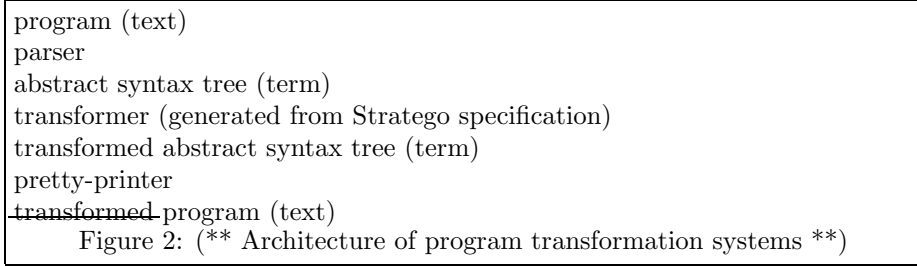 program (text)
parser
abstract syntax tree (term)
transformer (generated from Stratego specification)
transformed abstract syntax tree (term)
pretty-printer
transformed program (text)
Figure 2: (** Architecture of program transformation systems **)